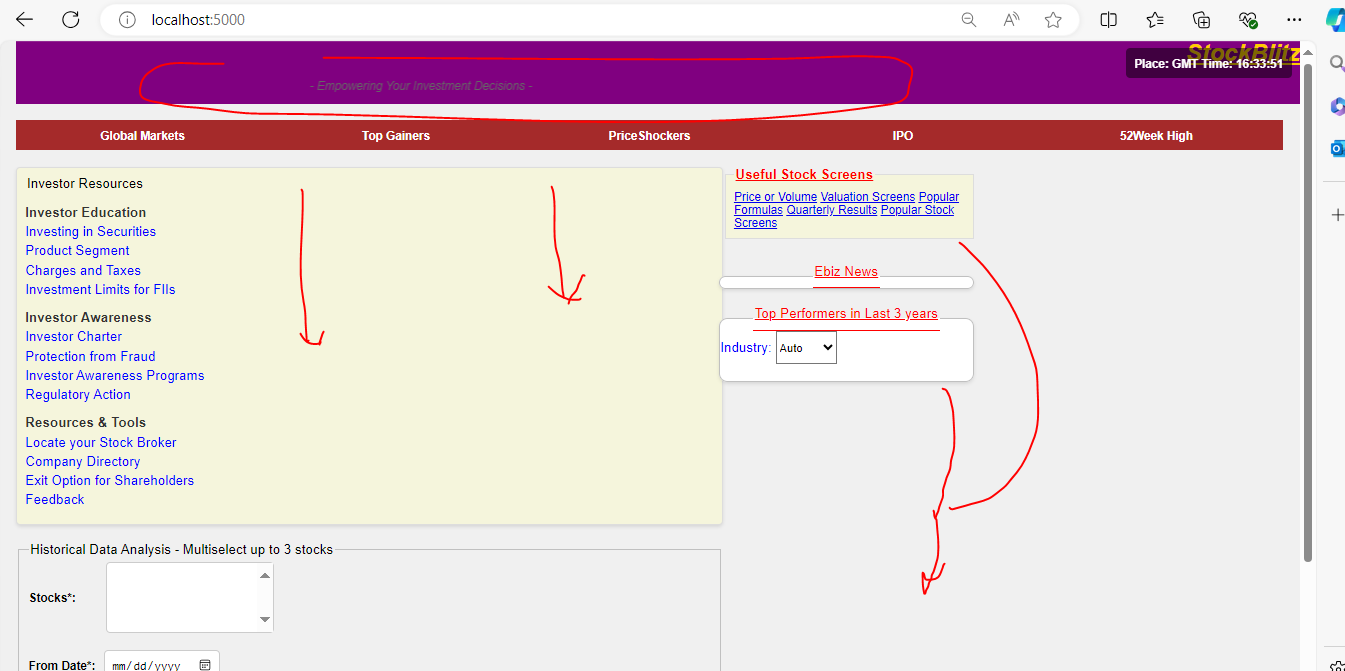 localhost:5000
StockBlitz
Place: GMT Time: 16:33:51
- Empowering Your Investment Decisions -
Global Markets Top Gainers PriceShockers IPO 52Week High
Investor Resources
Investor Education
Investing in Securities
Product Segment
Charges and Taxes
Investment Limits for FIIs
Investor Awareness
Investor Charter
Protection from Fraud
Investor Awareness Programs
Regulatory Action
Resources & Tools
Locate your Stock Broker
Company Directory
Exit Option for Shareholders
Feedback
Useful Stock Screens
Price or Volume Valuation Screens Popular
Formulas Quarterly Results Popular Stock
Screens
Ebiz News
Top Performers in Last 3 years
Industry: Auto
Historical Data Analysis - Multiselect up to 3 stocks
Stocks*:
From Date*: mm/dd/yyyy